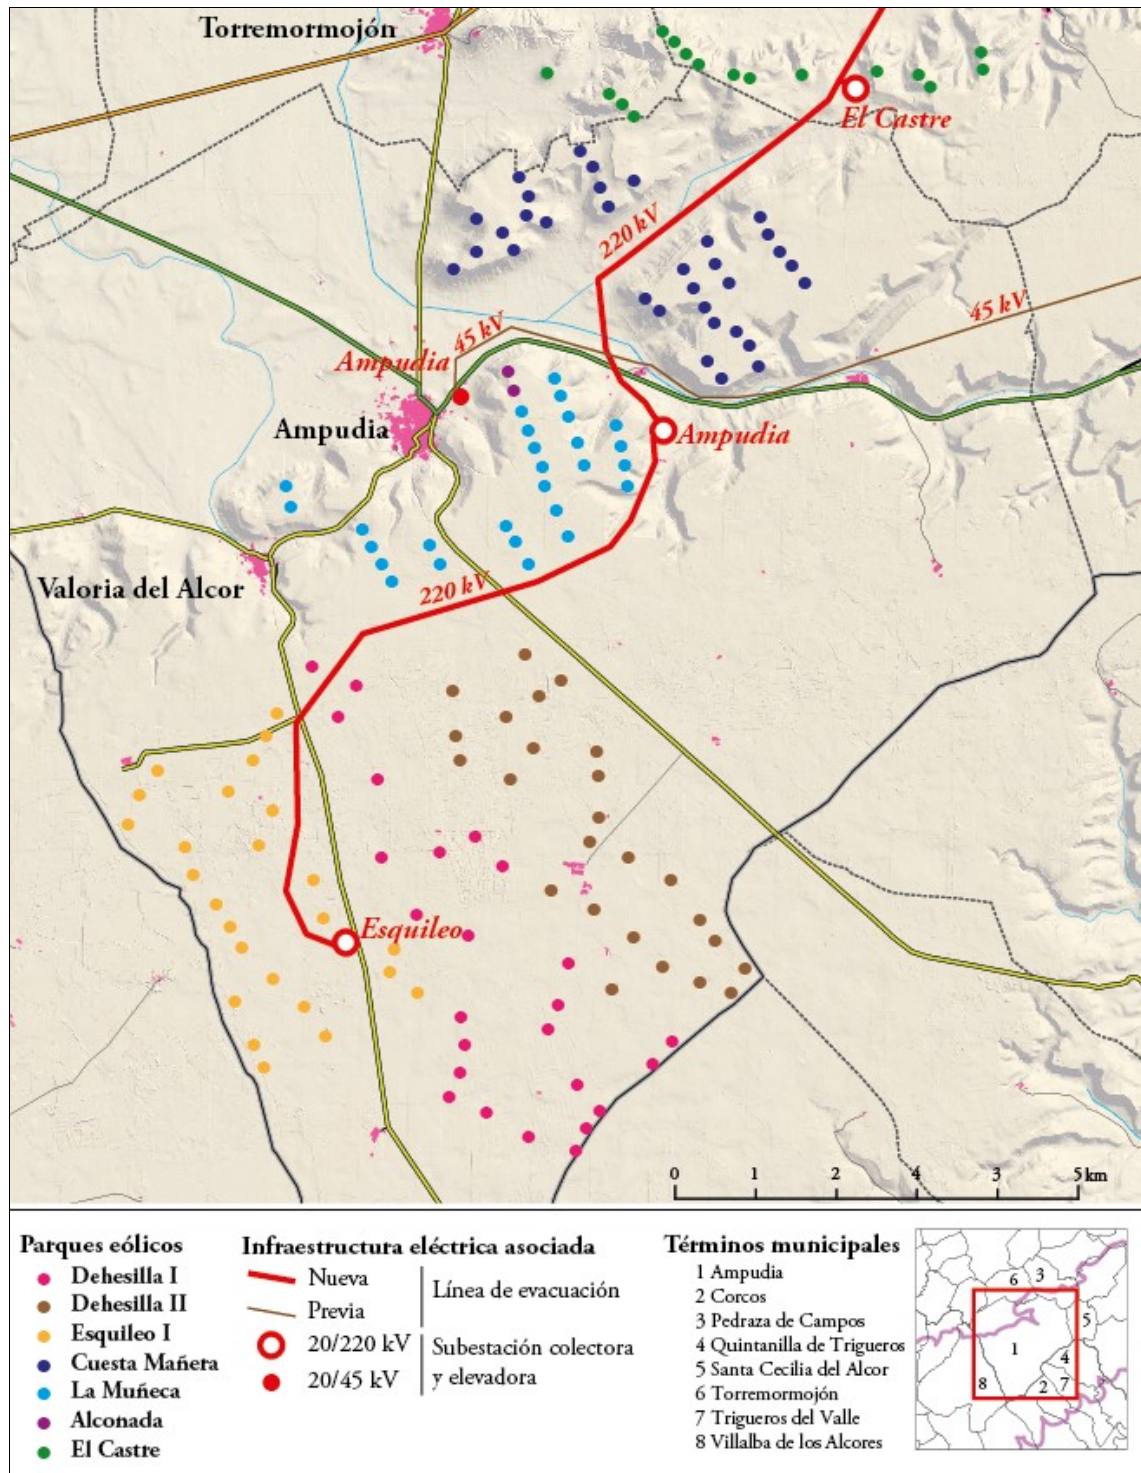 Torremormojón
El Castre
220 kV
45 kV
45 kV
Ampudia
Ampudia
Ampudia
220 kV
Valoria del Alcor
Esquileo
0 1 2 4 3 5 km
Parques eólicos
Dehesilla I
Dehesilla II
Esquileo I
Cuesta Mañera
La Muñeca
Alconada
El Castre
Infraestructura eléctrica asociada
Nueva
Previa
Línea de evacuación
20/220 kV
20/45 kV
Subestación colectora
y elevadora
Términos municipales
1 Ampudia
2 Corcos
3 Pedraza de Campos
4 Quintanilla de Trigueros
5 Santa Cecilia del Alcor
6 Torremormojón
7 Trigueros del Valle
8 Villalba de los Alcores
6 3
5
1
4
8 2 7